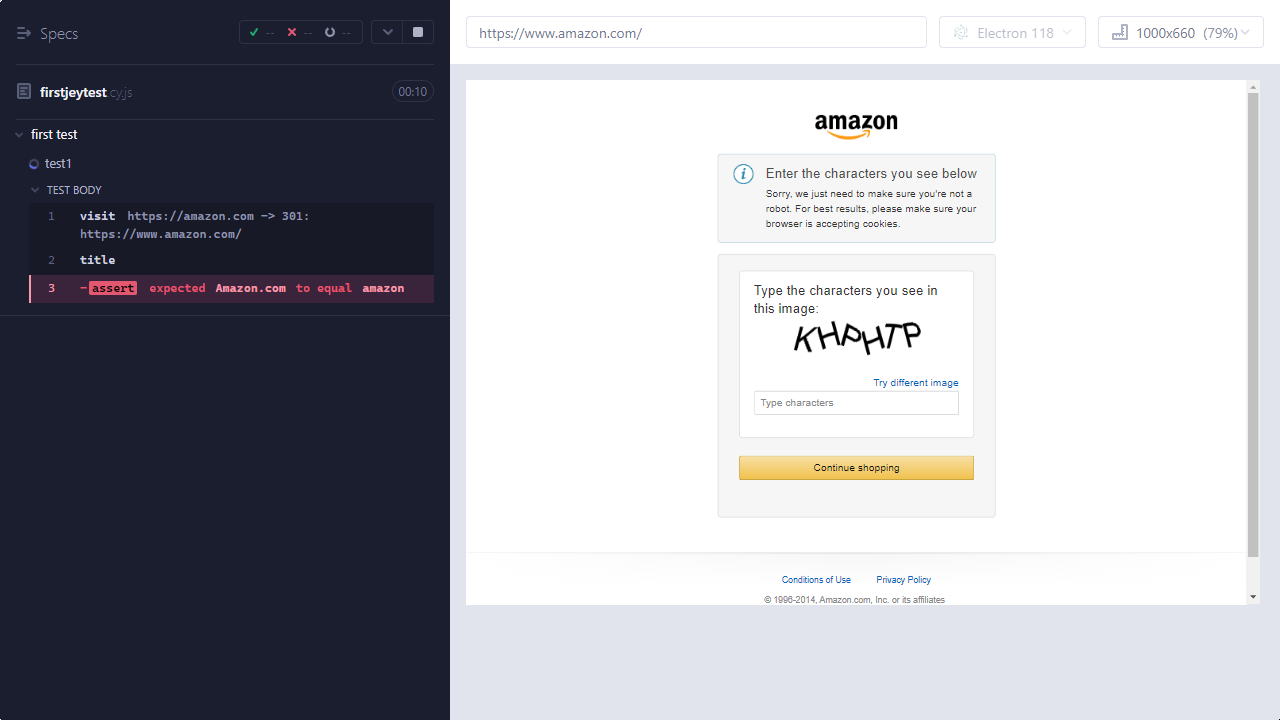 Specs
-- -- --
firstjeytest.cy.js
00:10
first test
test1
TEST BODY
1 visit https://amazon.com -> 301:
https://www.amazon.com/
2 title
3 -assert expected Amazon.com to equal amazon
https://www.amazon.com/
Electron 118
1000x660 (79%)
amazon
Enter the characters you see below
Sorry, we just need to make sure you're not a
robot. For best results, please make sure your
browser is accepting cookies.
Type the characters you see in
this image:
KHPHTP
Try different image
Type characters
Continue shopping
Conditions of Use Privacy Policy
© 1996-2014, Amazon.com, Inc. or its affiliates